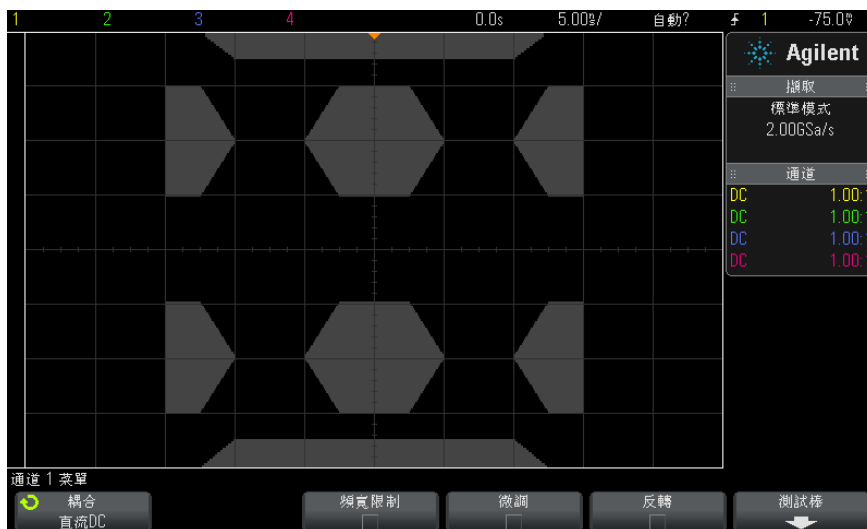 1 2 3 4 0.0s 5.00ns/ 自動? 1 -75.0V
Agilent
擷取
標準模式
2.00GSa/s
通道
DC 1.00:
DC 1.00:
DC 1.00:
DC 1.00:
通道 1 菜單
耦合 頻寬限制 微調 反轉 測試棒
直流DC